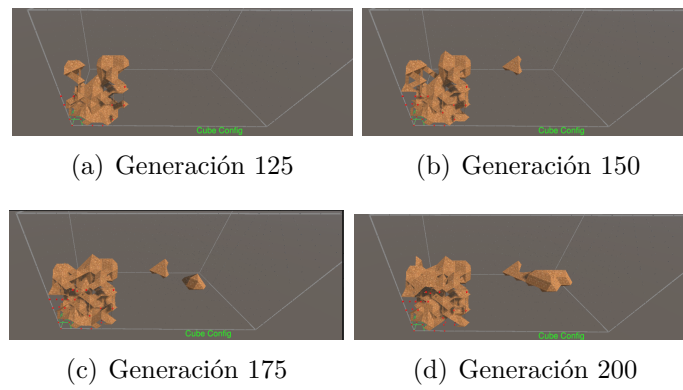 Cube Config
Cube Config
(a) Generación 125
(b) Generación 150
Cube Config
Cube Config
(c) Generación 175
(d) Generación 200